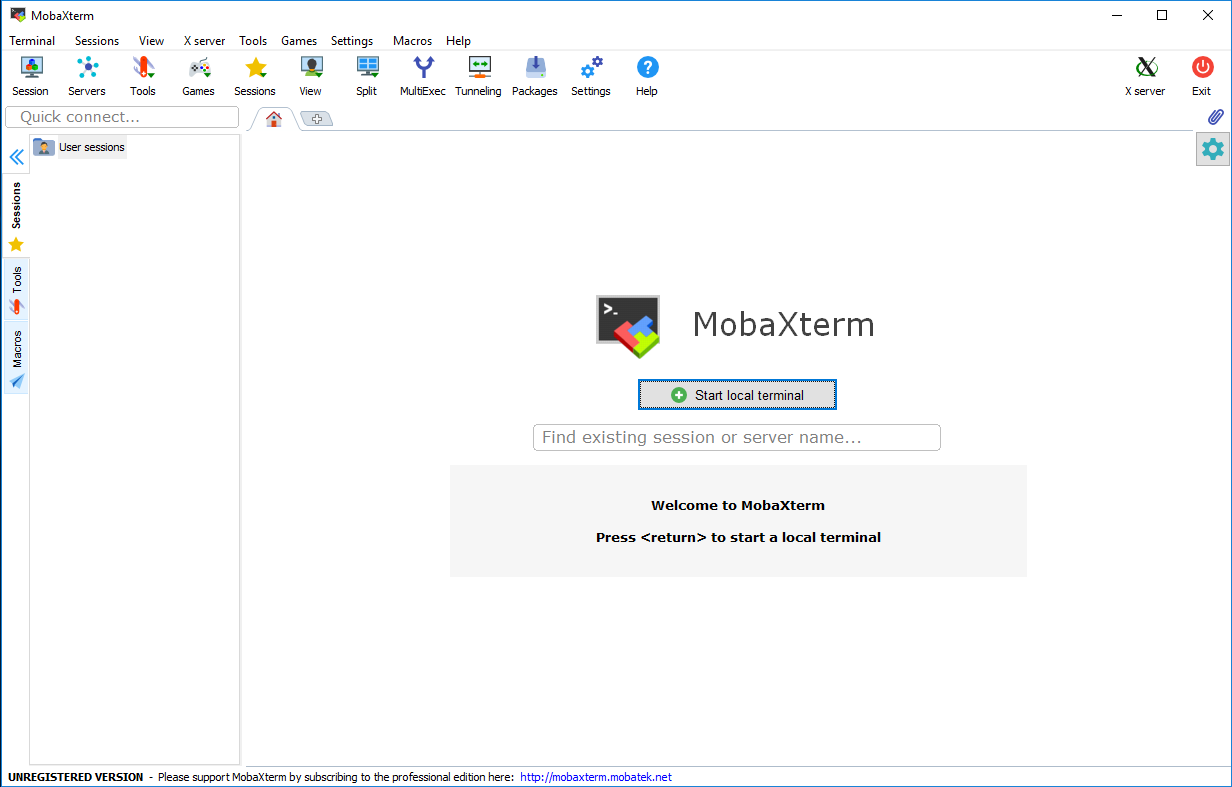 MobaXterm
Terminal Sessions View X server Tools Games Settings Macros Help
Session Servers Tools Games Sessions View Split MultiExec Tunneling Packages Settings Help X server Exit
Quick connect...
User sessions
Sessions
Tools
Macros
>_
MobaXterm
Start local terminal
Find existing session or server name...
Welcome to MobaXterm
Press <return> to start a local terminal
UNREGISTERED VERSION - Please support MobaXterm by subscribing to the professional edition here: http://mobaxterm.mobatek.net